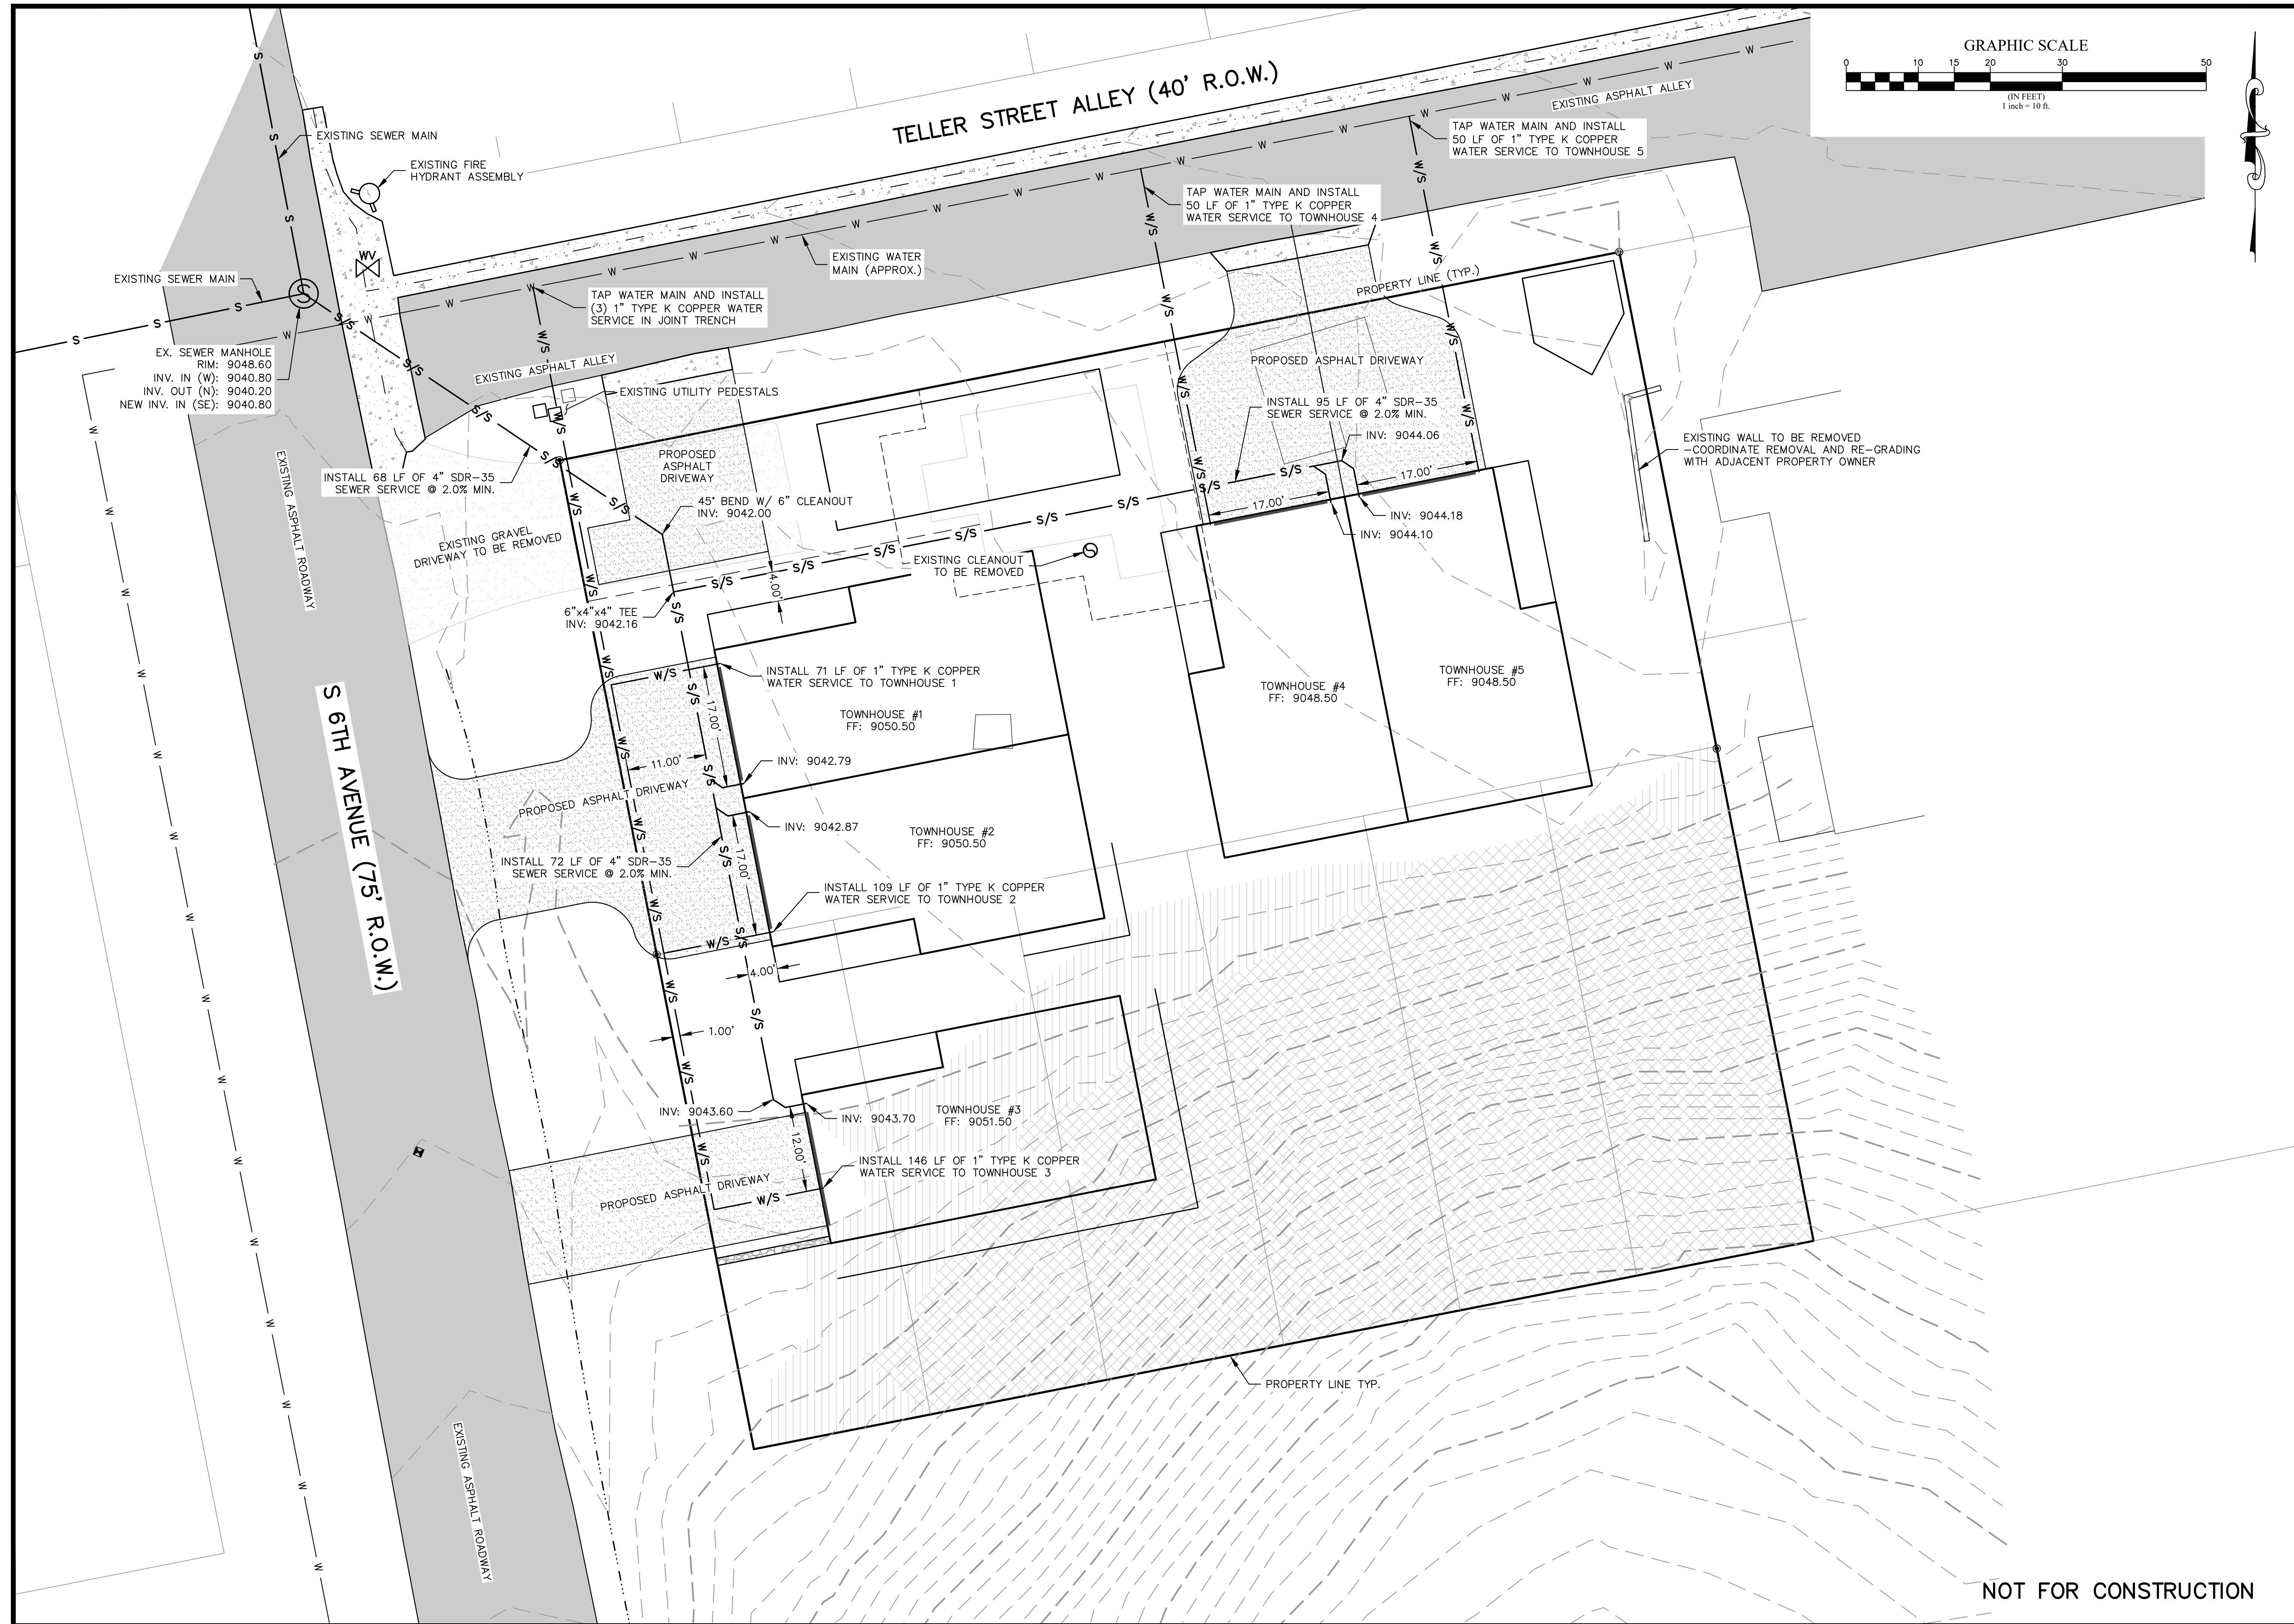 GRAPHIC SCALE
0 10 15 20 30 50
(IN FEET)
1 inch = 10 ft.
TELLER STREET ALLEY (40' R.O.W.)
EXISTING ASPHALT ALLEY
TAP WATER MAIN AND INSTALL
50 LF OF 1" TYPE K COPPER
WATER SERVICE TO TOWNHOUSE 5
TAP WATER MAIN AND INSTALL
50 LF OF 1" TYPE K COPPER
WATER SERVICE TO TOWNHOUSE 4
EXISTING SEWER MAIN
EXISTING FIRE
HYDRANT ASSEMBLY
WV
EXISTING SEWER MAIN
S
EX. SEWER MANHOLE
RIM: 9048.60
INV. IN (W): 9040.80
INV. OUT (N): 9040.20
NEW INV. IN (SE): 9040.80
EXISTING WATER
MAIN (APPROX.)
TAP WATER MAIN AND INSTALL
(3) 1" TYPE K COPPER WATER
SERVICE IN JOINT TRENCH
PROPERTY LINE (TYP.)
EXISTING ASPHALT ALLEY
EXISTING UTILITY PEDESTALS
PROPOSED ASPHALT DRIVEWAY
INSTALL 95 LF OF 4" SDR-35
SEWER SERVICE @ 2.0% MIN.
INV: 9044.06
17.00'
17.00'
INV: 9044.18
INV: 9044.10
EXISTING WALL TO BE REMOVED
-COORDINATE REMOVAL AND RE-GRADING
WITH ADJACENT PROPERTY OWNER
PROPOSED
ASPHALT
DRIVEWAY
INSTALL 68 LF OF 4" SDR-35
SEWER SERVICE @ 2.0% MIN.
45° BEND W/ 6" CLEANOUT
INV: 9042.00
EXISTING GRAVEL
DRIVEWAY TO BE REMOVED
EXISTING ASPHALT ROADWAY
EXISTING CLEANOUT
TO BE REMOVED
4.00'
6"x4"x4" TEE
INV: 9042.16
INSTALL 71 LF OF 1" TYPE K COPPER
WATER SERVICE TO TOWNHOUSE 1
17.00'
TOWNHOUSE #1
FF: 9050.50
TOWNHOUSE #4
FF: 9048.50
TOWNHOUSE #5
FF: 9048.50
S 6TH AVENUE (75' R.O.W.)
11.00'
INV: 9042.79
PROPOSED ASPHALT DRIVEWAY
INV: 9042.87
TOWNHOUSE #2
FF: 9050.50
17.00'
INSTALL 72 LF OF 4" SDR-35
SEWER SERVICE @ 2.0% MIN.
INSTALL 109 LF OF 1" TYPE K COPPER
WATER SERVICE TO TOWNHOUSE 2
4.00'
1.00'
INV: 9043.60
INV: 9043.70
TOWNHOUSE #3
FF: 9051.50
12.00'
INSTALL 146 LF OF 1" TYPE K COPPER
WATER SERVICE TO TOWNHOUSE 3
PROPOSED ASPHALT DRIVEWAY
PROPERTY LINE TYP.
EXISTING ASPHALT ROADWAY
NOT FOR CONSTRUCTION